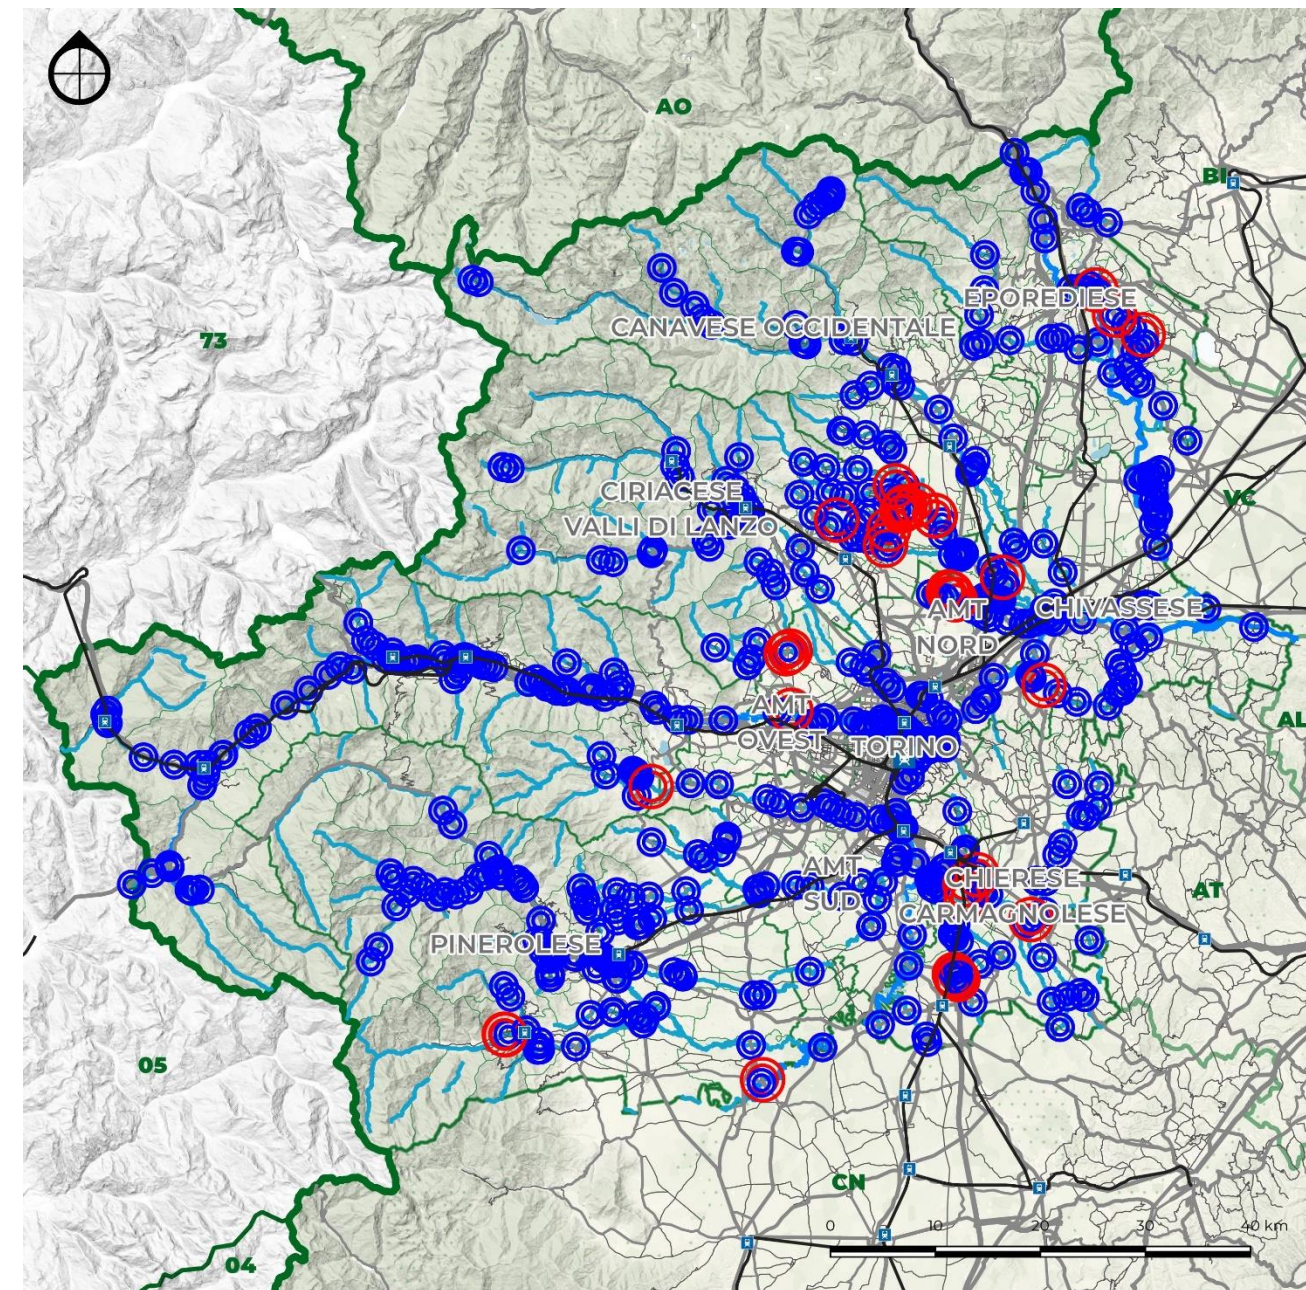 AO
BI
73
EPOREDIESE
CANAVESE OCCIDENTALE
CIRIACESE
VALLI DI LANZO
VC
AMT
NORD
CHIVASSESE
AMT
OVEST
TORINO
AL
AMT
SUD
CHIERESE
CARMAGNOLESE
AT
PINEROLESE
05
CN
04
0 10 20 30 40 km